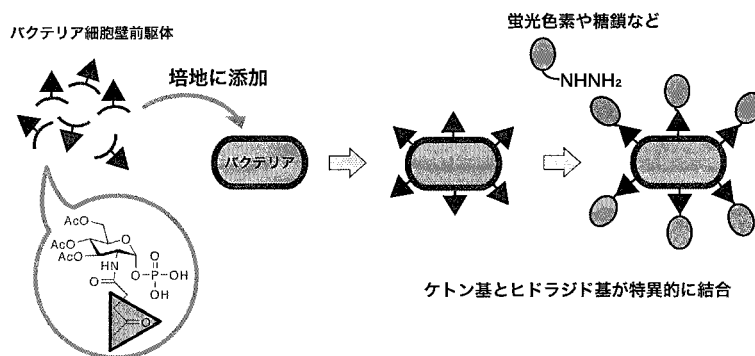 バクテリア細胞壁前駆体
培地に添加
蛍光色素や糖鎖など
NHNH₂
バクテリア
AcO
O
AcO
AcO
HN
O
O
P
OH
OH
O
O
ケトン基とヒドラジド基が特異的に結合